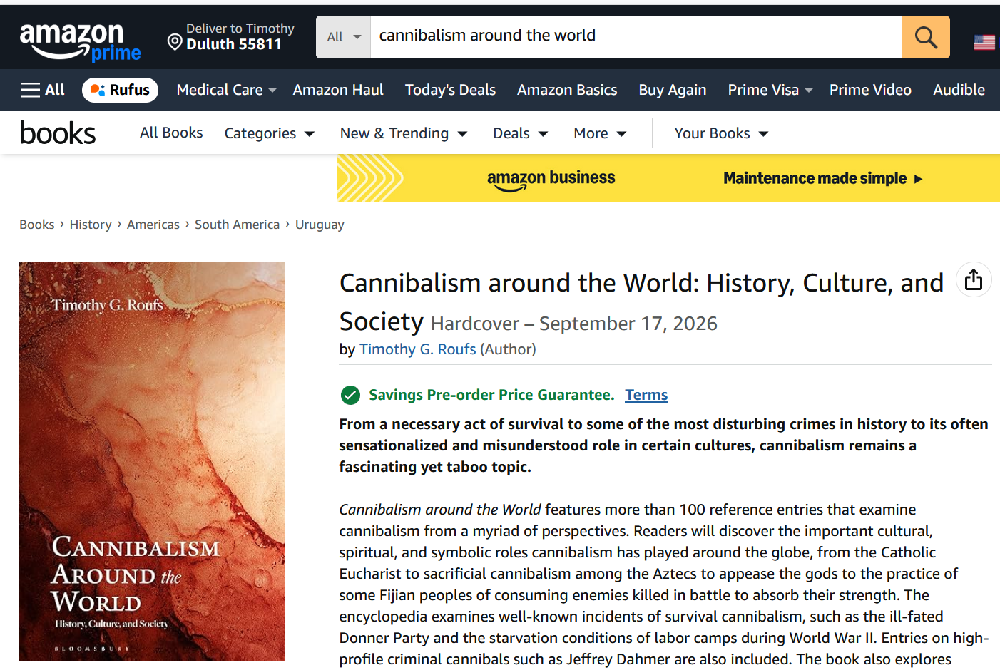 amazon prime
Deliver to Timothy
Duluth 55811
All
cannibalism around the world
All
Rufus
Medical Care
Amazon Haul
Today's Deals
Amazon Basics
Buy Again
Prime Visa
Prime Video
Audible
books
All Books
Categories
New & Trending
Deals
More
Your Books
amazon business
Maintenance made simple ▸
Books › History › Americas › South America › Uruguay
Timothy G. Roufs
CANNIBALISM
AROUND the
WORLD
History, Culture, and Society
BLOOMSBURY
Cannibalism around the World: History, Culture, and
Society Hardcover – September 17, 2026
by Timothy G. Roufs (Author)
Savings Pre-order Price Guarantee. Terms
From a necessary act of survival to some of the most disturbing crimes in history to its often
sensationalized and misunderstood role in certain cultures, cannibalism remains a
fascinating yet taboo topic.
Cannibalism around the World features more than 100 reference entries that examine
cannibalism from a myriad of perspectives. Readers will discover the important cultural,
spiritual, and symbolic roles cannibalism has played around the globe, from the Catholic
Eucharist to sacrificial cannibalism among the Aztecs to appease the gods to the practice of
some Fijian peoples of consuming enemies killed in battle to absorb their strength. The
encyclopedia examines well-known incidents of survival cannibalism, such as the ill-fated
Donner Party and the starvation conditions of labor camps during World War II. Entries on high-
profile criminal cannibals such as Jeffrey Dahmer are also included. The book also explores